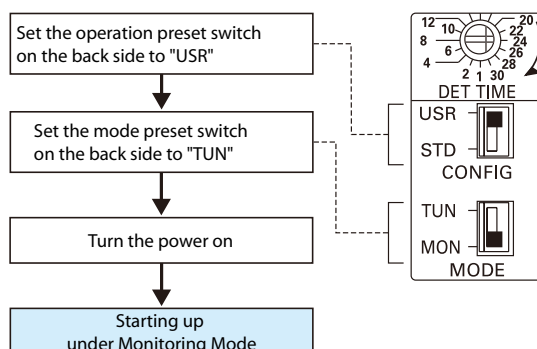 Set the operation preset switch
on the back side to "USR"
Set the mode preset switch
on the back side to "TUN"
Turn the power on
Starting up
under Monitoring Mode
12
10
8
6
4
2
1
30
28
26
24
22
20
DET TIME
USR
STD
CONFIG
TUN
MON
MODE